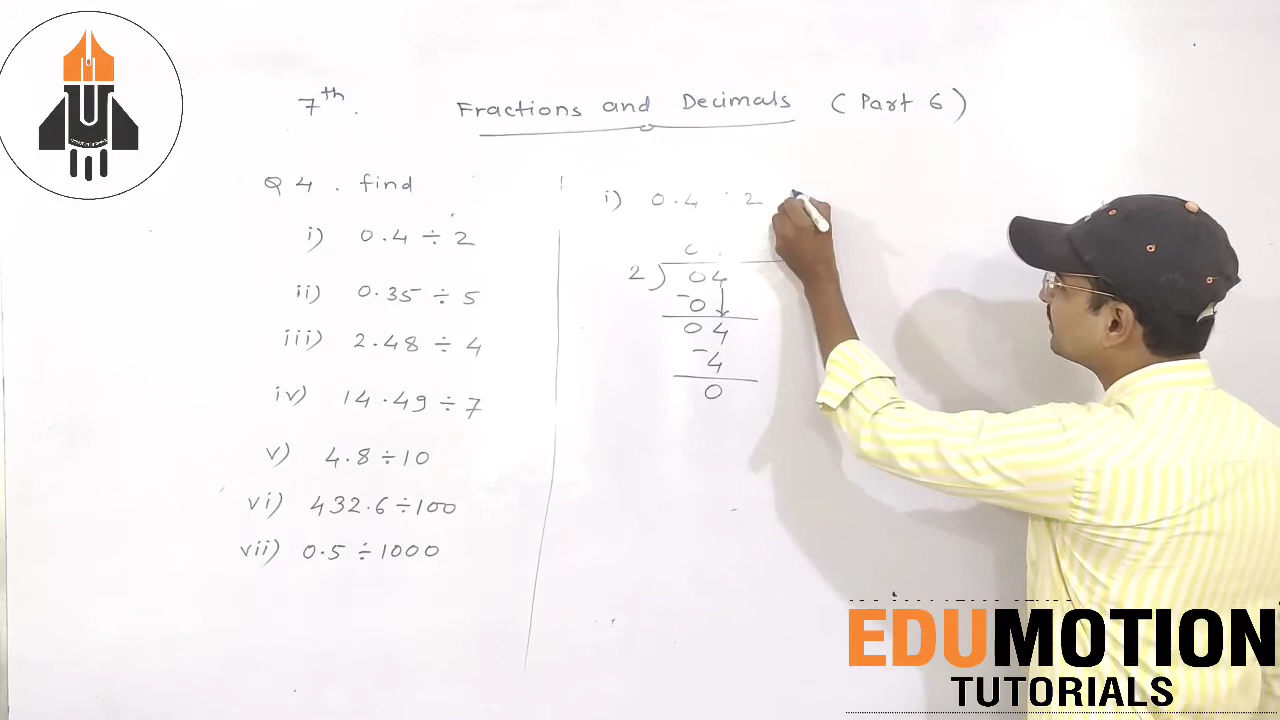 7th. Fractions and Decimals (Part 6)
Q 4. find
i) 0.4 ÷ 2
ii) 0.35 ÷ 5
iii) 2.48 ÷ 4
iv) 14.49 ÷ 7
v) 4.8 ÷ 10
vi) 432.6 ÷ 100
vii) 0.5 ÷ 1000
i) 0.4 2
2) 04
-0
04
-4
0
EDUMOTION
TUTORIALS